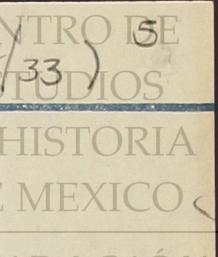 NTRO DE 5
/33)
TUDIOS
HISTORIA
E MEXICO